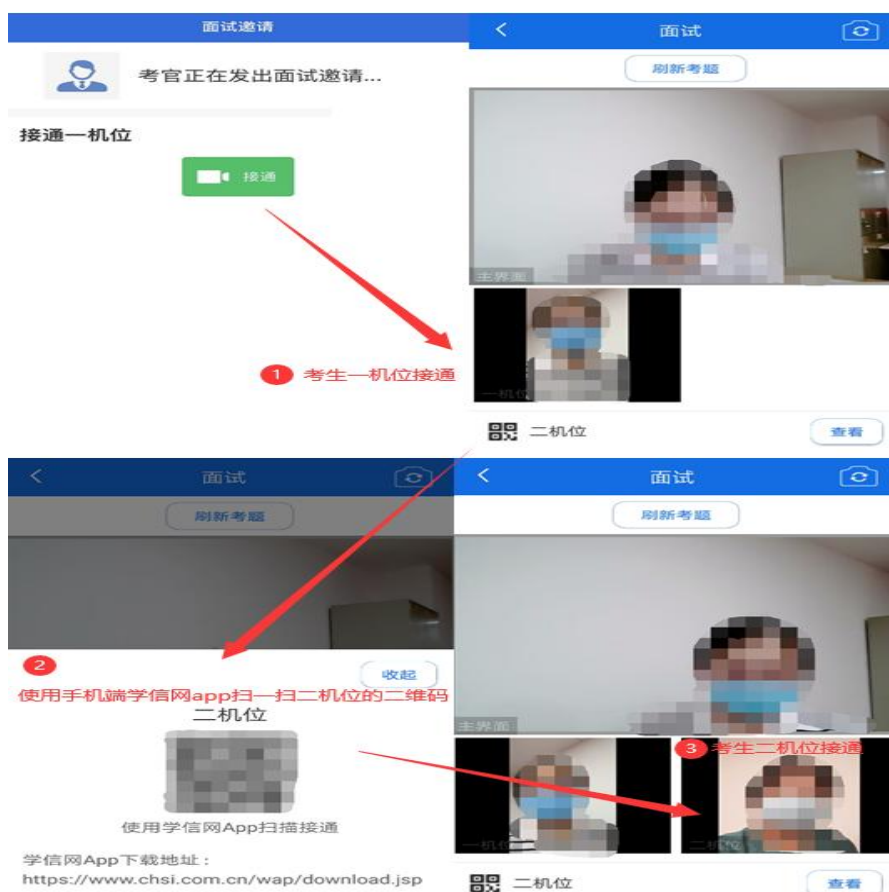 面试邀请
考官正在发出面试邀请...
接通一机位
接通
1 考生一机位接通
面试
刷新考题
主界面
一机位
二机位
查看
面试
刷新考题
2
收起
使用手机端学信网app扫一扫二机位的二维码
二机位
使用学信网App扫描接通
学信网App下载地址：
https://www.chsi.com.cn/wap/download.jsp
面试
刷新考题
主界面
3 考生二机位接通
一机位
二机位
二机位
查看